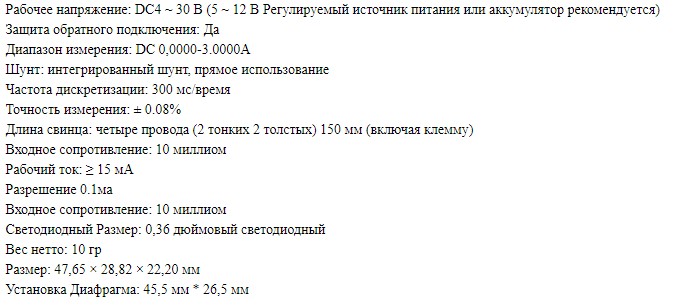 Рабочее напряжение: DC4 ~ 30 В (5 ~ 12 В Регулируемый источник питания или аккумулятор рекомендуется)
Защита обратного подключения: Да
Диапазон измерения: DC 0,0000-3.0000А
Шунт: интегрированный шунт, прямое использование
Частота дискретизации: 300 мс/время
Точность измерения: ± 0.08%
Длина свинца: четыре провода (2 тонких 2 толстых) 150 мм (включая клемму)
Входное сопротивление: 10 миллиом
Рабочий ток: ≥ 15 мА
Разрешение 0.1ма
Входное сопротивление: 10 миллиом
Светодиодный Размер: 0,36 дюймовый светодиодный
Вес нетто: 10 гр
Размер: 47,65 × 28,82 × 22,20 мм
Установка Диафрагма: 45,5 мм * 26,5 мм